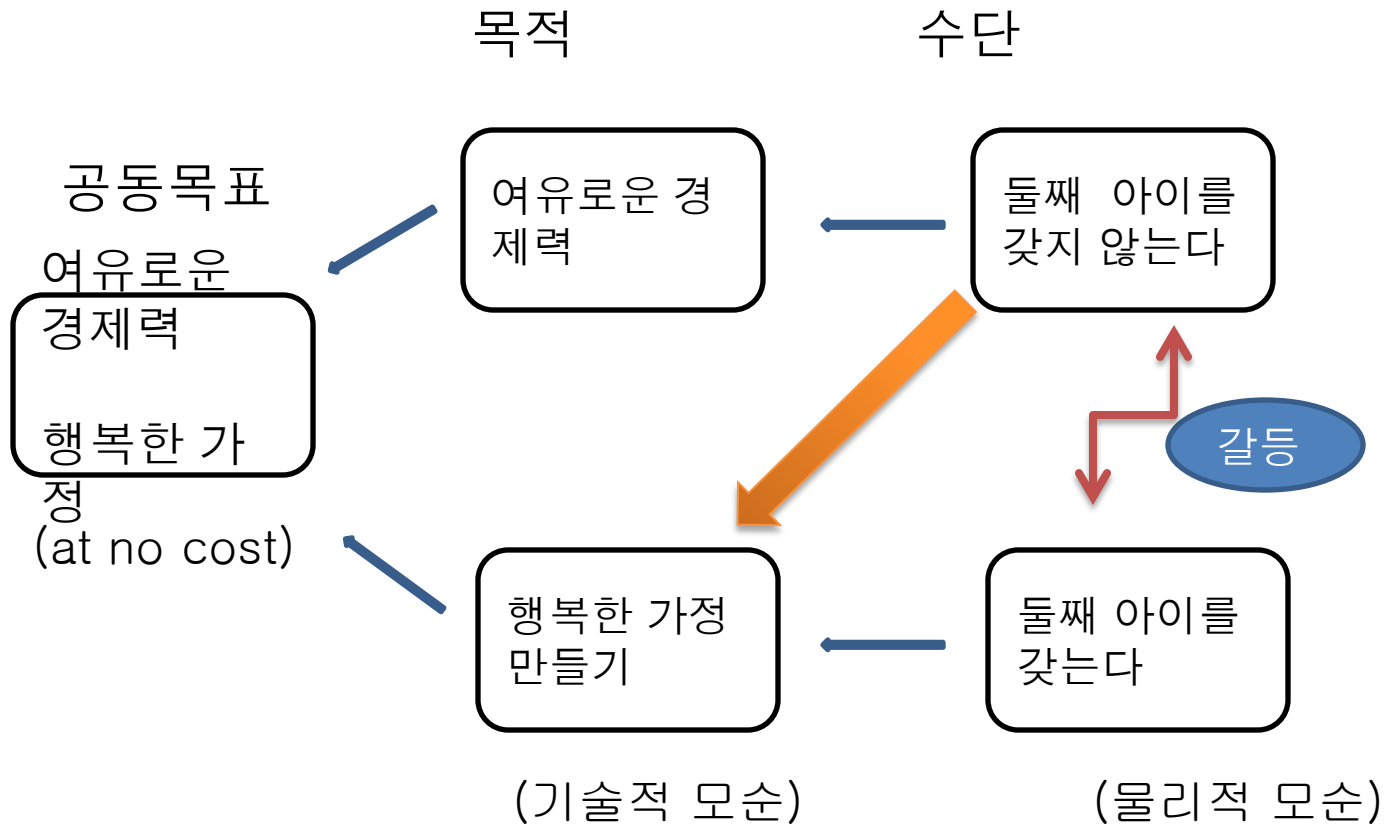 목적
수단
공동목표
여유로운
경제력
행복한 가
정
(at no cost)
여유로운 경
제력
둘째 아이를
갖지 않는다
갈등
행복한 가정
만들기
둘째 아이를
갖는다
(기술적 모순)
(물리적 모순)